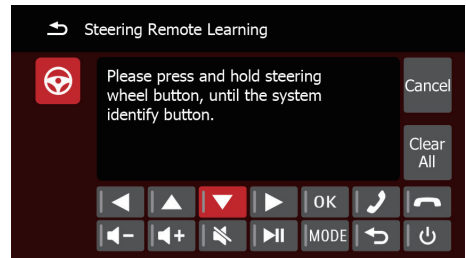 Steering Remote Learning
Please press and hold steering
wheel button, until the system
identify button.
Cancel
Clear
All
OK
MODE